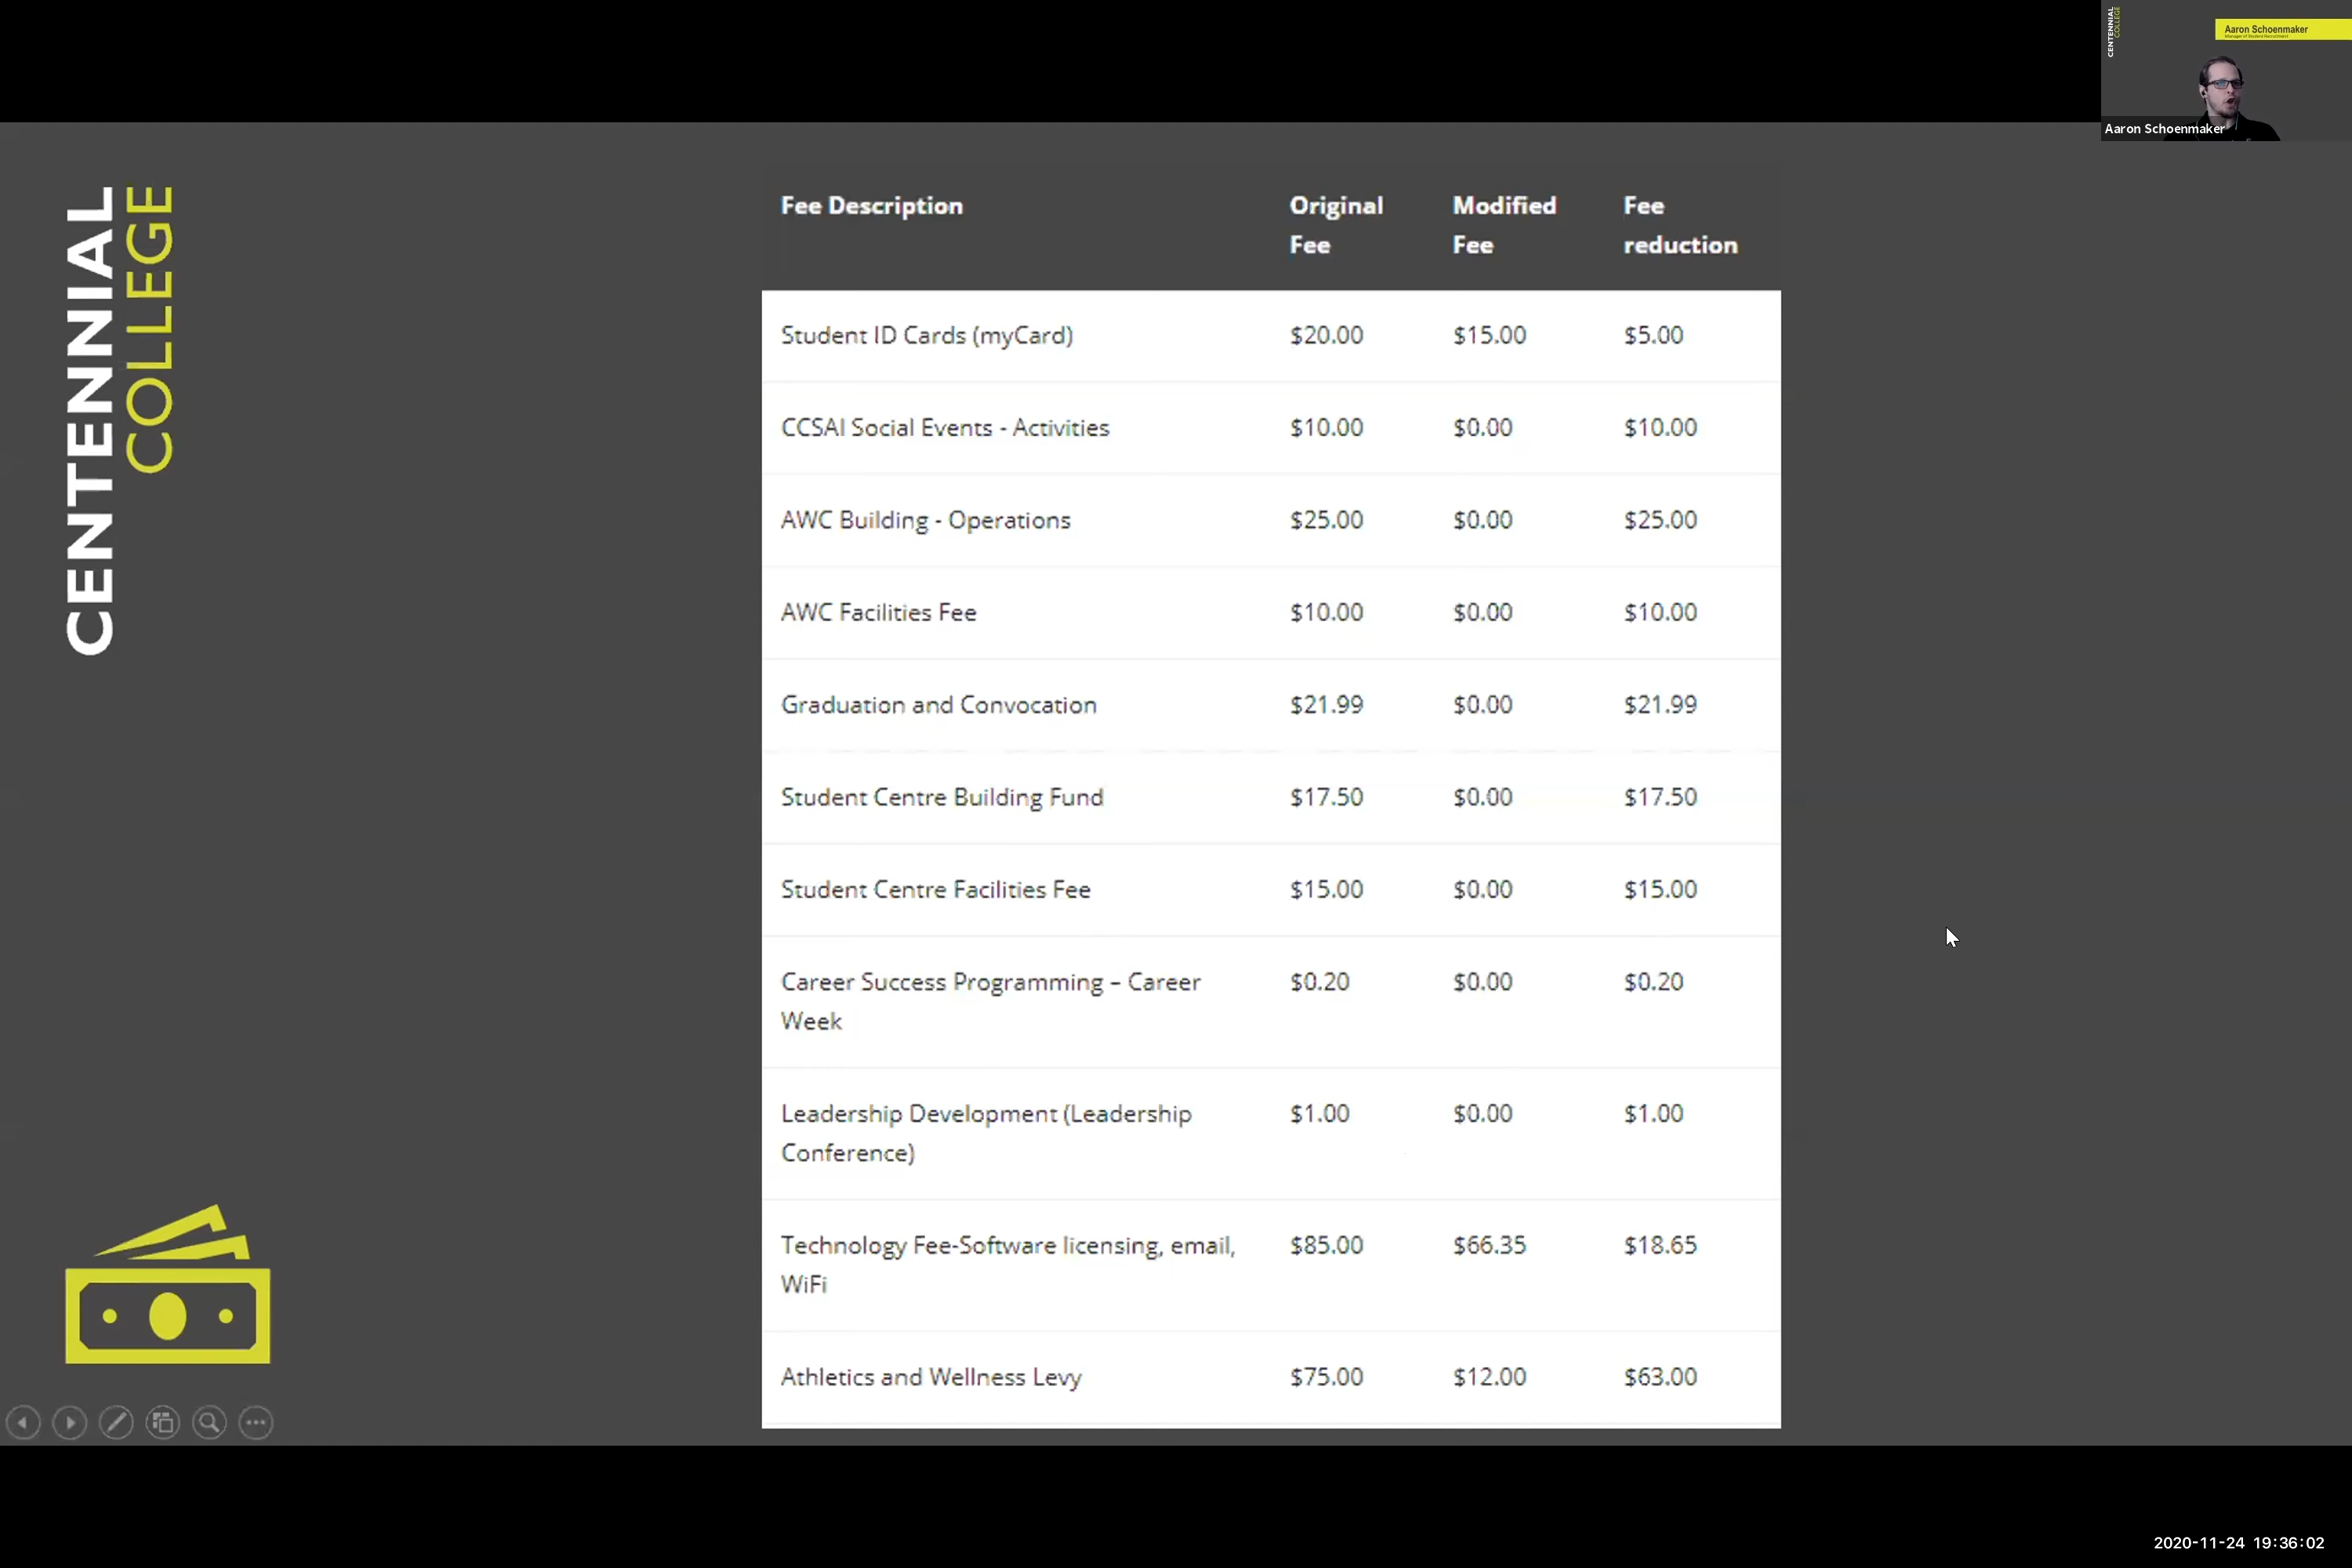 CENTENNIAL
COLLEGE
Aaron Schoenmaker
Manager of Student Recruitment
Aaron Schoenmaker
CENTENNIAL
COLLEGE
Fee Description Original Fee Modified Fee Fee reduction
Student ID Cards (myCard) $20.00 $15.00 $5.00
CCSAI Social Events - Activities $10.00 $0.00 $10.00
AWC Building - Operations $25.00 $0.00 $25.00
AWC Facilities Fee $10.00 $0.00 $10.00
Graduation and Convocation $21.99 $0.00 $21.99
Student Centre Building Fund $17.50 $0.00 $17.50
Student Centre Facilities Fee $15.00 $0.00 $15.00
Career Success Programming – Career $0.20 $0.00 $0.20
Week
Leadership Development (Leadership $1.00 $0.00 $1.00
Conference)
Technology Fee-Software licensing, email, $85.00 $66.35 $18.65
WiFi
Athletics and Wellness Levy $75.00 $12.00 $63.00
2020-11-24 19:36:02